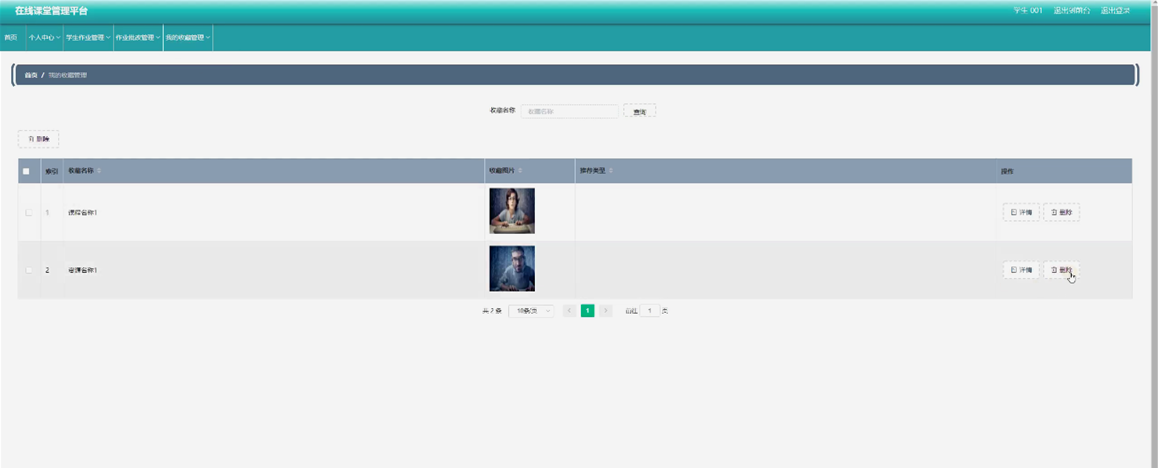 在线课堂管理平台
学生 001 退出到前台 退出登录
首页 个人中心 学生作业管理 作业批改管理 我的收藏管理
首页 / 我的收藏管理
收藏名称 收藏名称 查询
删除
索引 收藏名称 收藏图片 推荐类型 操作
1 课程名称1 详情 删除
2 详情 删除
共 2 条 10条/页 1 前往 1 页